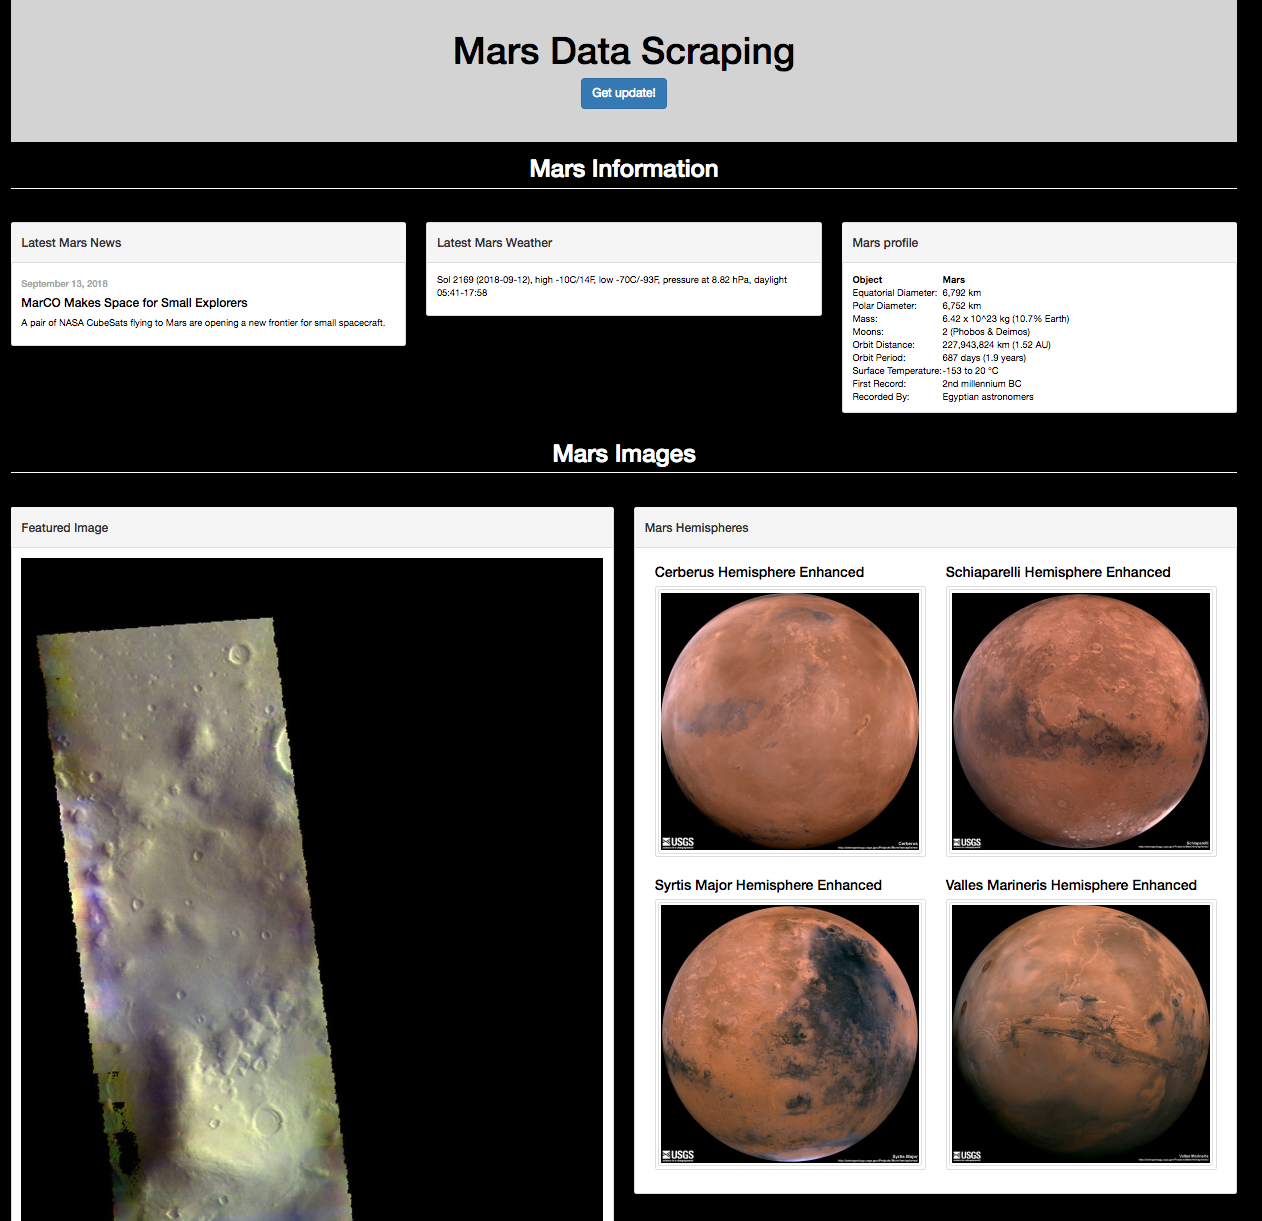 Mars Data Scraping
Get update!
Mars Information
Latest Mars News
September 13, 2018
MarCO Makes Space for Small Explorers
A pair of NASA CubeSats flying to Mars are opening a new frontier for small spacecraft.
Latest Mars Weather
Sol 2169 (2018-09-12), high -10C/14F, low -70C/-93F, pressure at 8.82 hPa, daylight
05:41-17:58
Mars profile
Object Mars
Equatorial Diameter: 6,792 km
Polar Diameter: 6,752 km
Mass: 6.42 x 10^23 kg (10.7% Earth)
Moons: 2 (Phobos & Deimos)
Orbit Distance: 227,943,824 km (1.52 AU)
Orbit Period: 687 days (1.9 years)
Surface Temperature: -153 to 20 °C
First Record: 2nd millennium BC
Recorded By: Egyptian astronomers
Mars Images
Featured Image
Mars Hemispheres
Cerberus Hemisphere Enhanced
USGS
Cerberus
Schiaparelli Hemisphere Enhanced
USGS
Schiaparelli
Syrtis Major Hemisphere Enhanced
USGS
Syrtis Major
Valles Marineris Hemisphere Enhanced
USGS
Valles Marineris